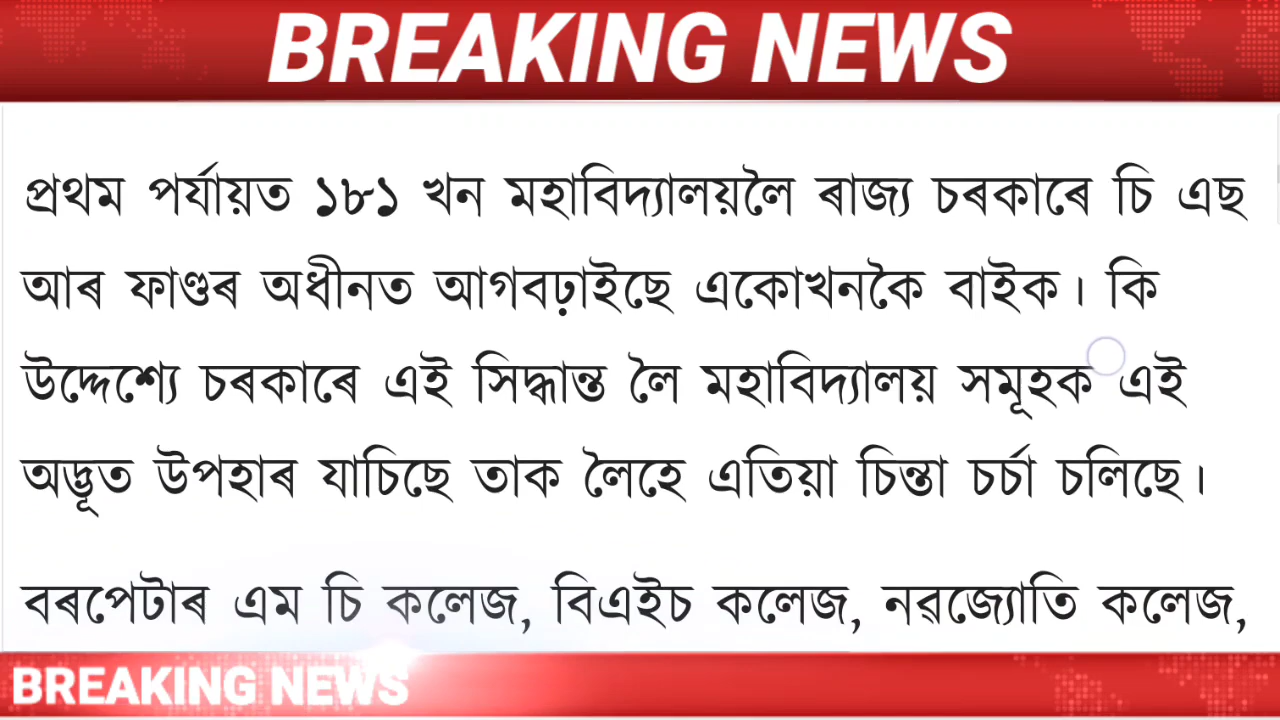 BREAKING NEWS
প্ৰথম পৰ্যায়ত ১৮১ খন মহাবিদ্যালয়লৈ ৰাজ্য চৰকাৰে চি এছ
আৰ ফাণ্ডৰ অধীনত আগবঢ়াইছে একোখনকৈ বাইক। কি
উদ্দেশ্যে চৰকাৰে এই সিদ্ধান্ত লৈ মহাবিদ্যালয় সমূহক এই
অদ্ভূত উপহাৰ যাচিছে তাক লৈহে এতিয়া চিন্তা চৰ্চা চলিছে।
বৰপেটাৰ এম চি কলেজ, বিএইচ কলেজ, নৱজ্যোতি কলেজ,
BREAKING NEWS